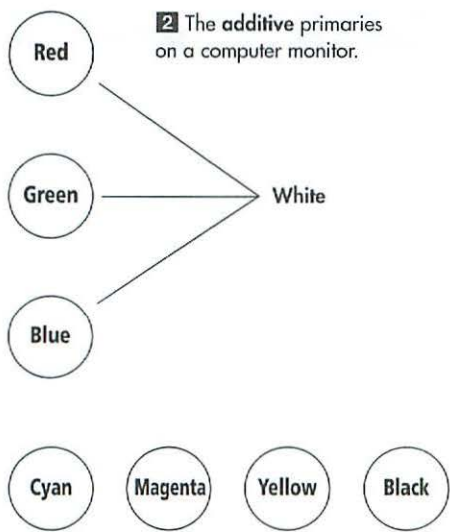 2 The additive primaries
on a computer monitor.
Red
Green
White
Blue
Cyan
Magenta
Yellow
Black